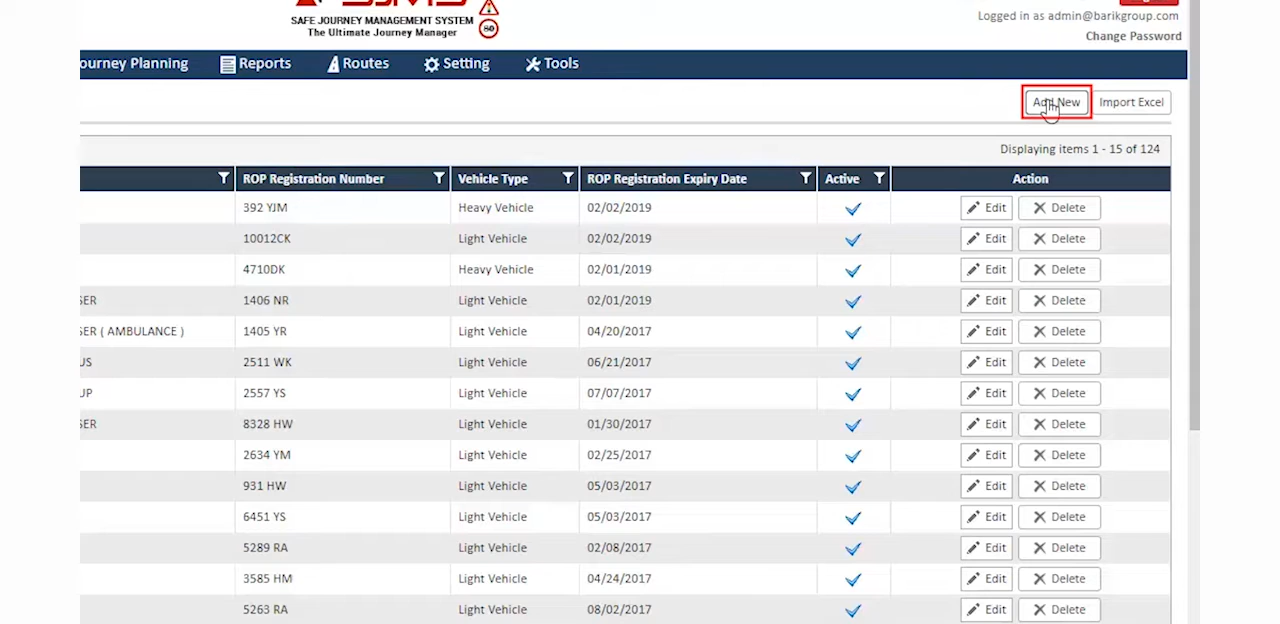 SAFE JOURNEY MANAGEMENT SYSTEM
The Ultimate Journey Manager
80
Logged in as admin@barikgroup.com
Change Password
ourney Planning Reports Routes Setting Tools
Add New Import Excel
Displaying items 1 - 15 of 124
ROP Registration Number Vehicle Type ROP Registration Expiry Date Active Action
392 YJM Heavy Vehicle 02/02/2019 Edit Delete
10012CK Light Vehicle 02/02/2019 Edit Delete
4710DK Heavy Vehicle 02/01/2019 Edit Delete
SER 1406 NR Light Vehicle 02/01/2019 Edit Delete
SER ( AMBULANCE ) 1405 YR Light Vehicle 04/20/2017 Edit Delete
US 2511 WK Light Vehicle 06/21/2017 Edit Delete
UP 2557 YS Light Vehicle 07/07/2017 Edit Delete
SER 8328 HW Light Vehicle 01/30/2017 Edit Delete
2634 YM Light Vehicle 02/25/2017 Edit Delete
931 HW Light Vehicle 05/03/2017 Edit Delete
6451 YS Light Vehicle 05/03/2017 Edit Delete
5289 RA Light Vehicle 02/08/2017 Edit Delete
3585 HM Light Vehicle 04/24/2017 Edit Delete
5263 RA Light Vehicle 08/02/2017 Edit Delete